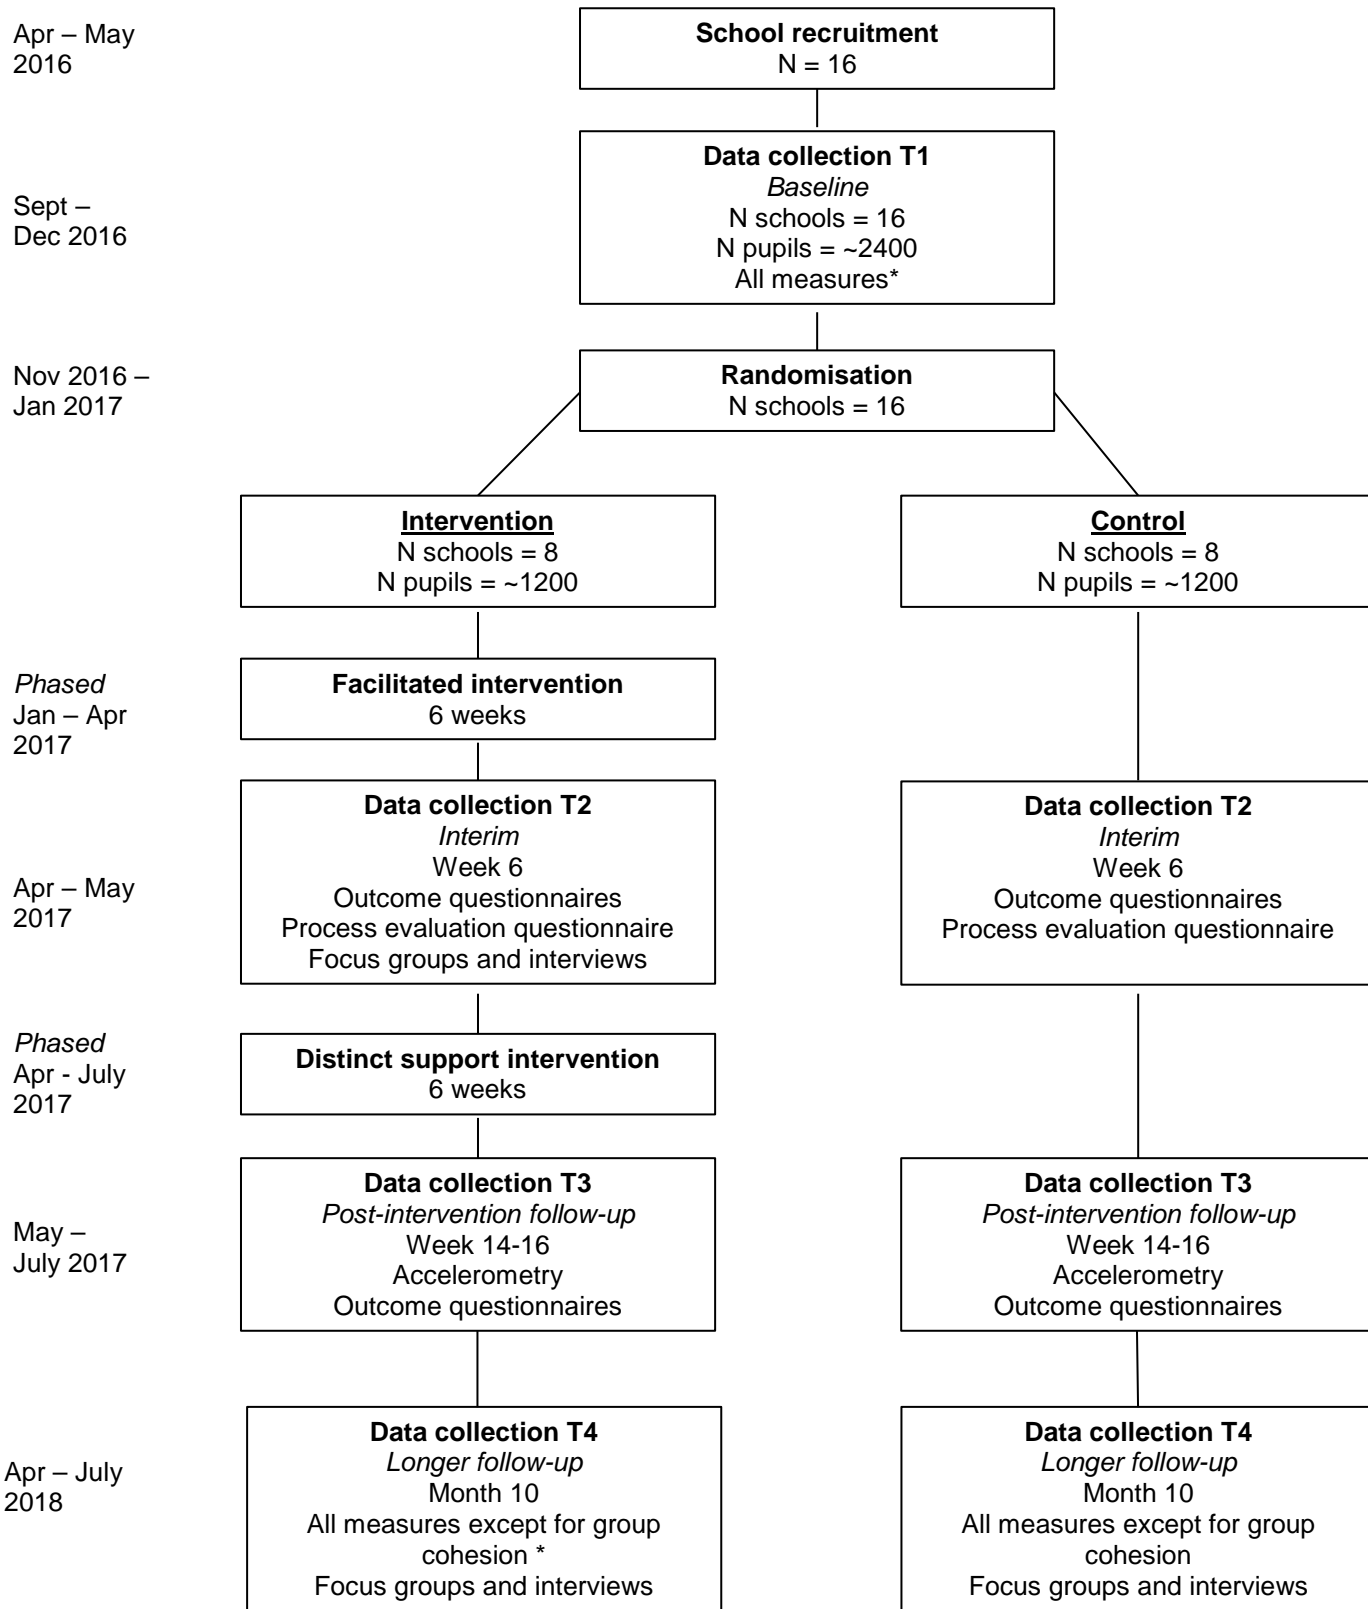 Apr – May
2016
School recruitment
N = 16
Sept –
Dec 2016
Data collection T1
Baseline
N schools = 16
N pupils = ~2400
All measures*
Nov 2016 –
Jan 2017
Randomisation
N schools = 16
Intervention
N schools = 8
N pupils = ~1200
Control
N schools = 8
N pupils = ~1200
Phased
Jan – Apr
2017
Facilitated intervention
6 weeks
Apr – May
2017
Data collection T2
Interim
Week 6
Outcome questionnaires
Process evaluation questionnaire
Focus groups and interviews
Data collection T2
Interim
Week 6
Outcome questionnaires
Process evaluation questionnaire
Phased
Apr - July
2017
Distinct support intervention
6 weeks
May –
July 2017
Data collection T3
Post-intervention follow-up
Week 14-16
Accelerometry
Outcome questionnaires
Data collection T3
Post-intervention follow-up
Week 14-16
Accelerometry
Outcome questionnaires
Apr – July
2018
Data collection T4
Longer follow-up
Month 10
All measures except for group
cohesion *
Focus groups and interviews
Data collection T4
Longer follow-up
Month 10
All measures except for group
cohesion
Focus groups and interviews